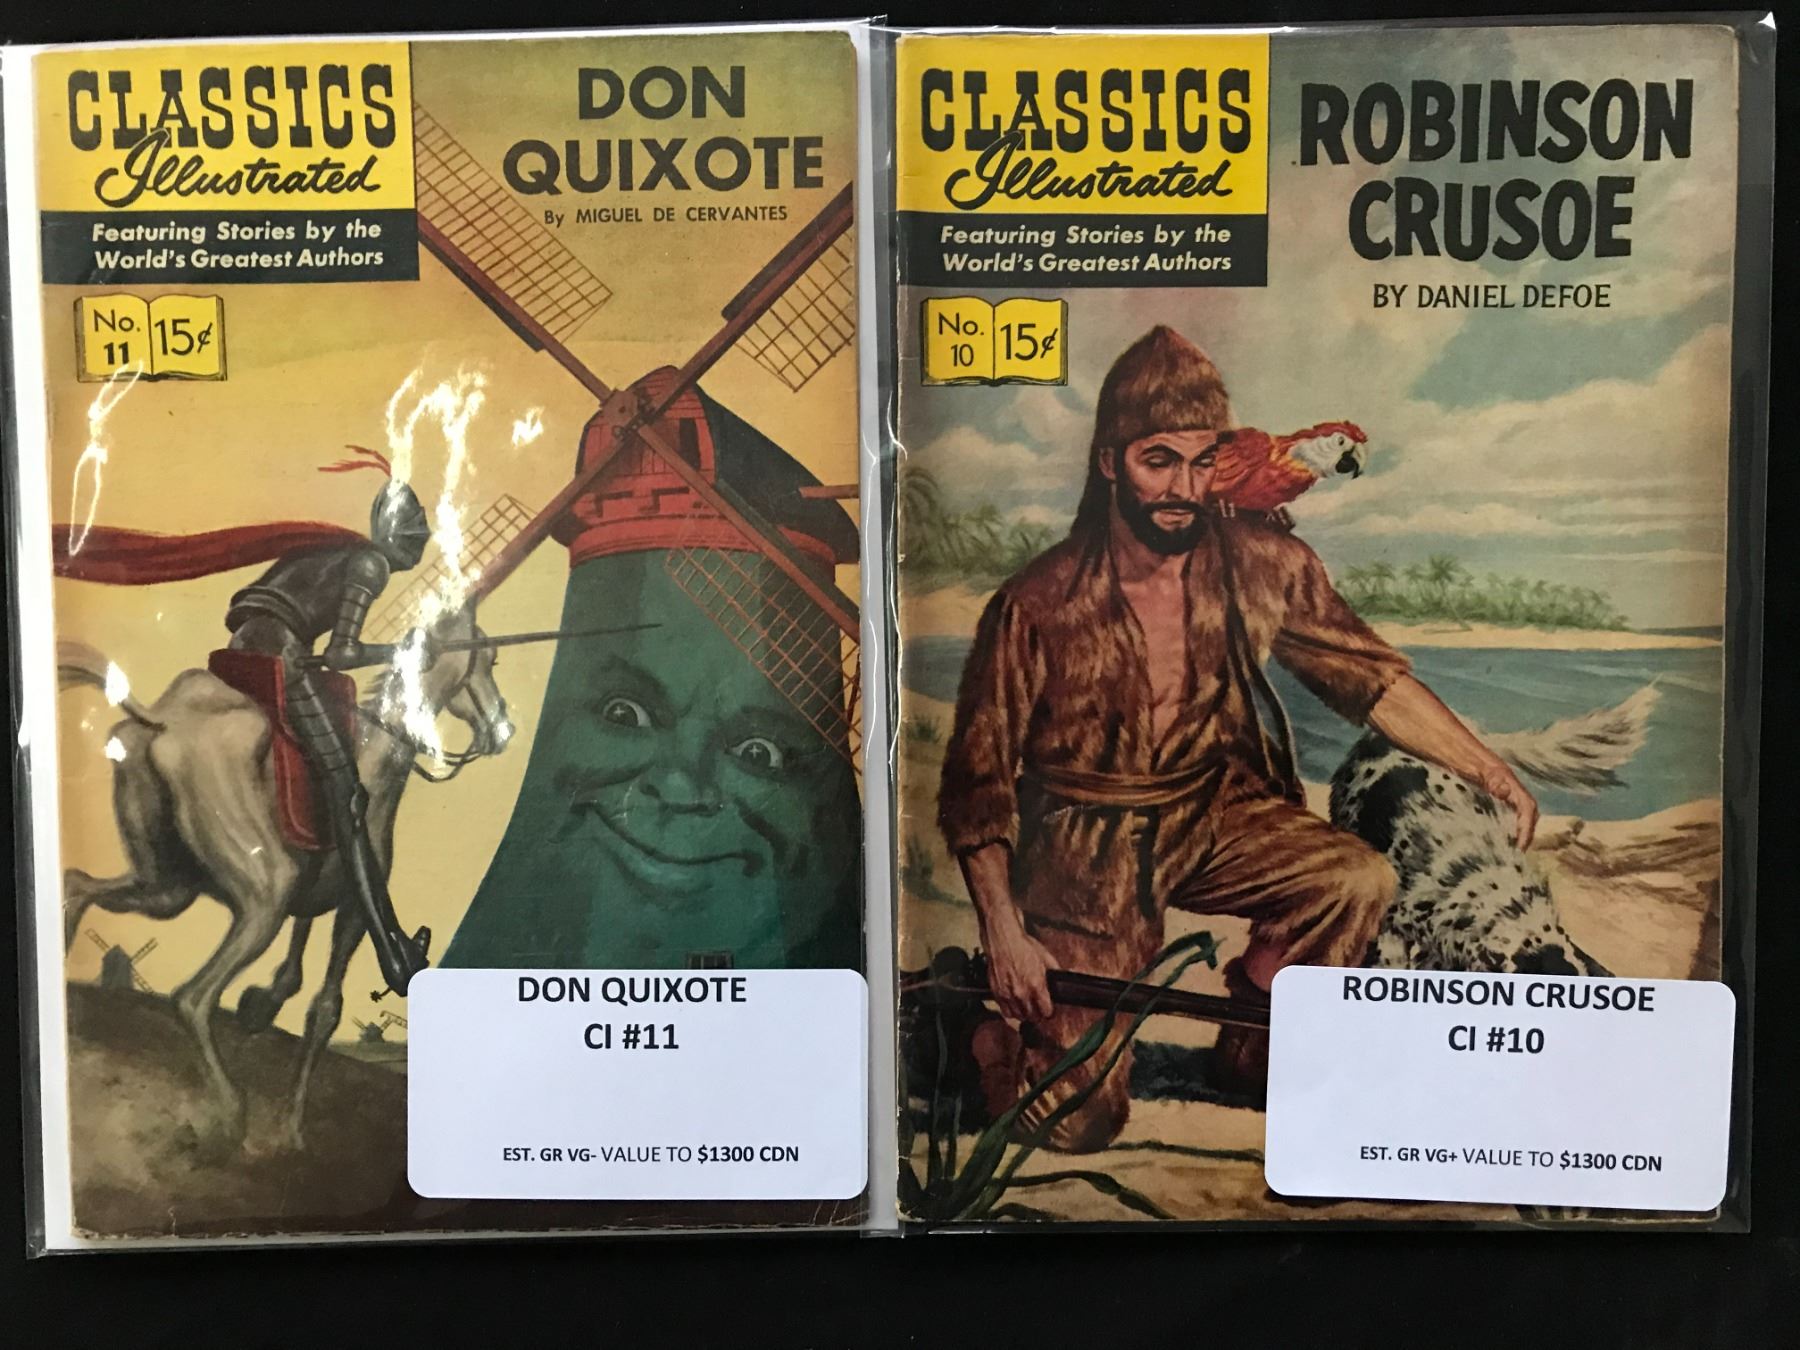 CLASSICS
Illustrated
Featuring Stories by the
World's Greatest Authors
No.
11
15¢
DON
QUIXOTE
By MIGUEL DE CERVANTES
DON QUIXOTE
CI #11
EST. GR VG- VALUE TO $1300 CDN
CLASSICS
Illustrated
Featuring Stories by the
World's Greatest Authors
No.
10
15¢
ROBINSON
CRUSOE
BY DANIEL DEFOE
ROBINSON CRUSOE
CI #10
EST. GR VG+ VALUE TO $1300 CDN